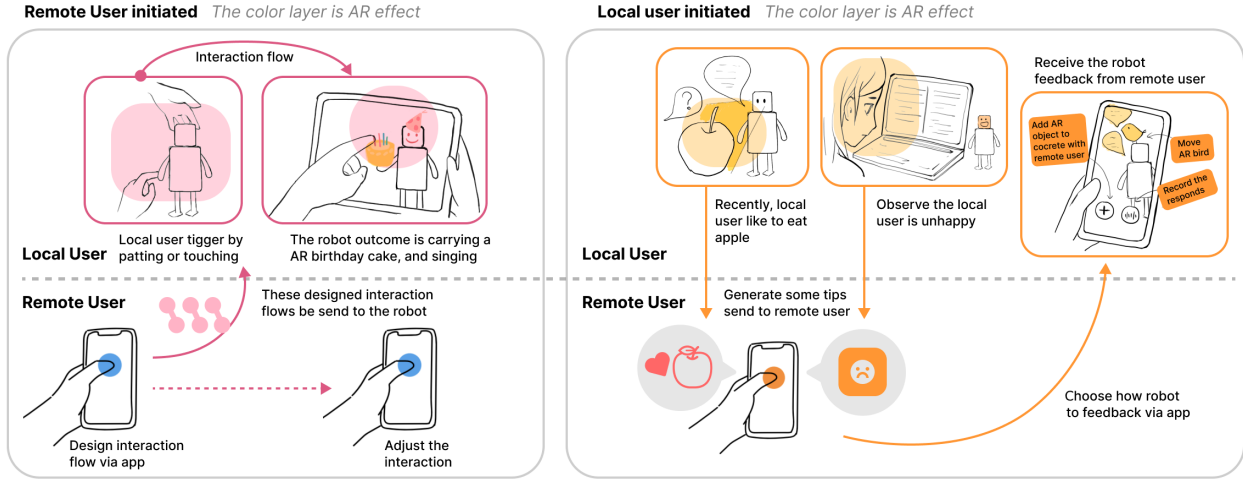 Remote User initiated The color layer is AR effect
Interaction flow
Local user tigger by
patting or touching
The robot outcome is carrying a
AR birthday cake, and singing
Local User
Remote User
These designed interaction
flows be send to the robot
Design interaction
flow via app
Adjust the
interaction
Local user initiated The color layer is AR effect
?
Recently, local
user like to eat
apple
Observe the local
user is unhappy
Receive the robot
feedback from remote user
Add AR
object to
cocrete with
remote user
Move
AR bird
Record the
responds
Local User
Remote User
Generate some tips
send to remote user
Choose how robot
to feedback via app